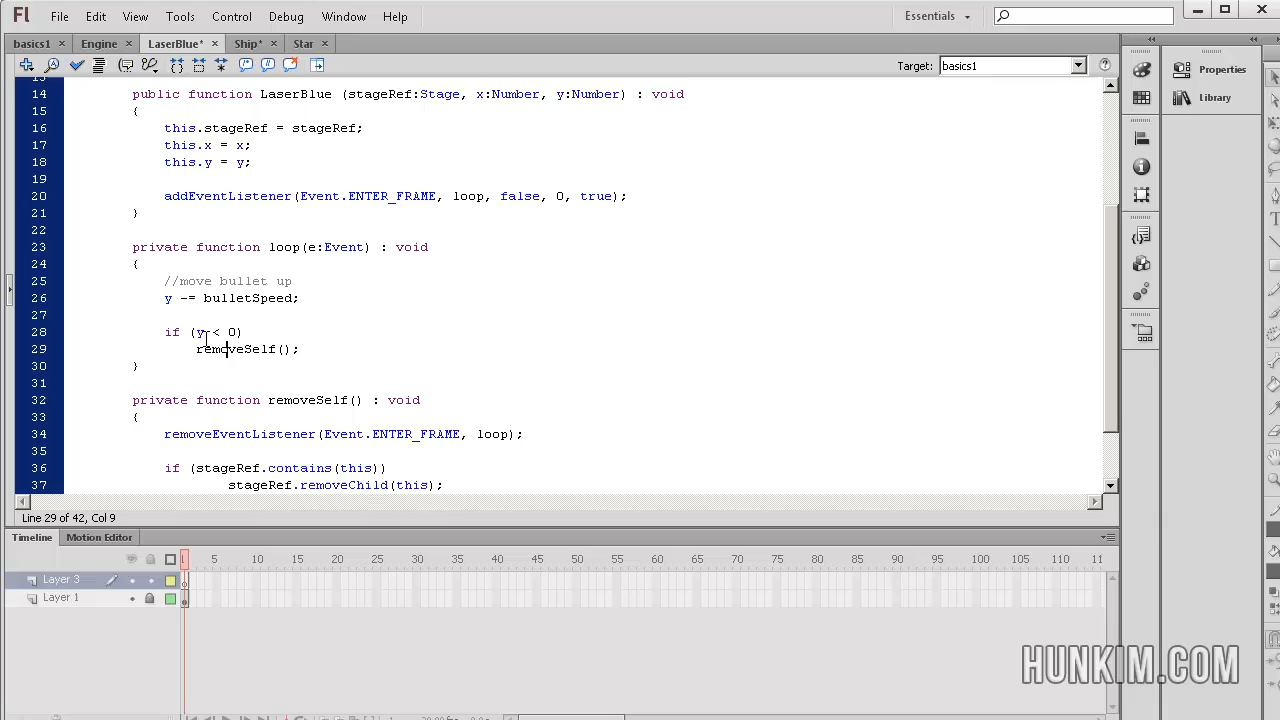 Fl File Edit View Tools Control Debug Window Help Essentials
basics1 × Engine × LaserBlue* × Ship* × Star ×
Target: basics1
Properties
Library
14 public function LaserBlue (stageRef:Stage, x:Number, y:Number) : void
15 {
16 this.stageRef = stageRef;
17 this.x = x;
18 this.y = y;
19
20 addEventListener(Event.ENTER_FRAME, loop, false, 0, true);
21 }
22
23 private function loop(e:Event) : void
24 {
25 //move bullet up
26 y -= bulletSpeed;
27
28 if (y < 0)
29 removeSelf();
30 }
31
32 private function removeSelf() : void
33 {
34 removeEventListener(Event.ENTER_FRAME, loop);
35
36 if (stageRef.contains(this))
37 stageRef.removeChild(this);
Line 29 of 42, Col 9
Timeline Motion Editor
5 10 15 20 25 30 35 40 45 50 55 60 65 70 75 80 85 90 95 100 105 110 11
Layer 3
Layer 1
HUNKIM.COM